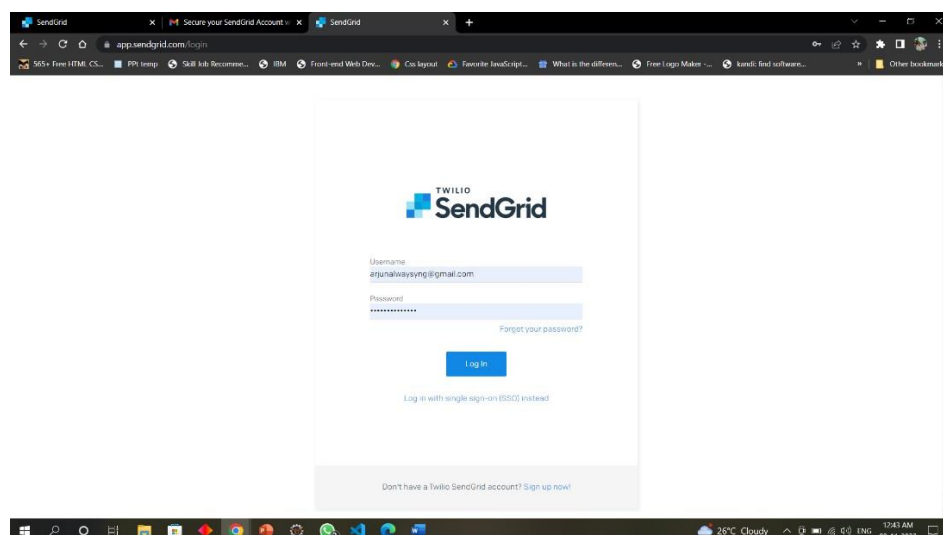 SendGrid
Secure your SendGrid Account w
SendGrid
app.sendgrid.com/login
565+ Free HTML CS...
PPt temp
Skill Job Recomme...
IBM
Front-end Web Dev...
Css layout
Favorite JavaScript...
What is the differen...
Free Logo Maker -...
kandi: find software...
»
Other bookmark
TWILIO
SendGrid
Username
arjunalwaysyng@gmail.com
Password
••••••••••••••
Forgot your password?
Log In
Log in with single sign-on (SSO) instead
Don't have a Twilio SendGrid account? Sign up now!
26°C Cloudy
ENG
12:43 AM